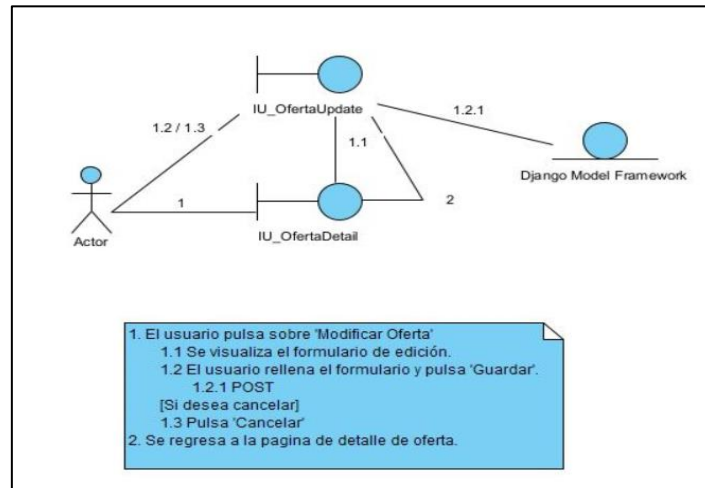 IU_OfertaUpdate
1.2 / 1.3
1.2.1
1.1
Django Model Framework
1
2
Actor
IU_OfertaDetail
1. El usuario pulsa sobre 'Modificar Oferta'
1.1 Se visualiza el formulario de edición.
1.2 El usuario rellena el formulario y pulsa 'Guardar'.
1.2.1 POST
[Si desea cancelar]
1.3 Pulsa 'Cancelar'
2. Se regresa a la pagina de detalle de oferta.